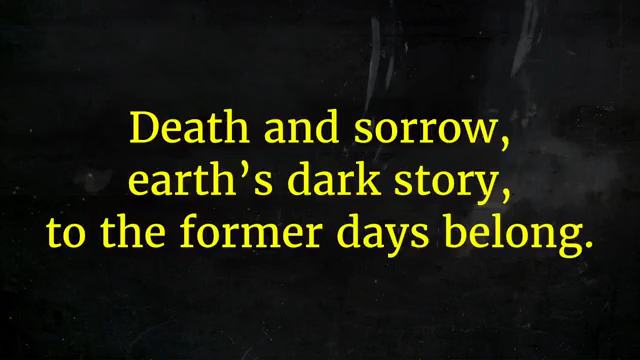 Death and sorrow,
earth’s dark story,
to the former days belong.